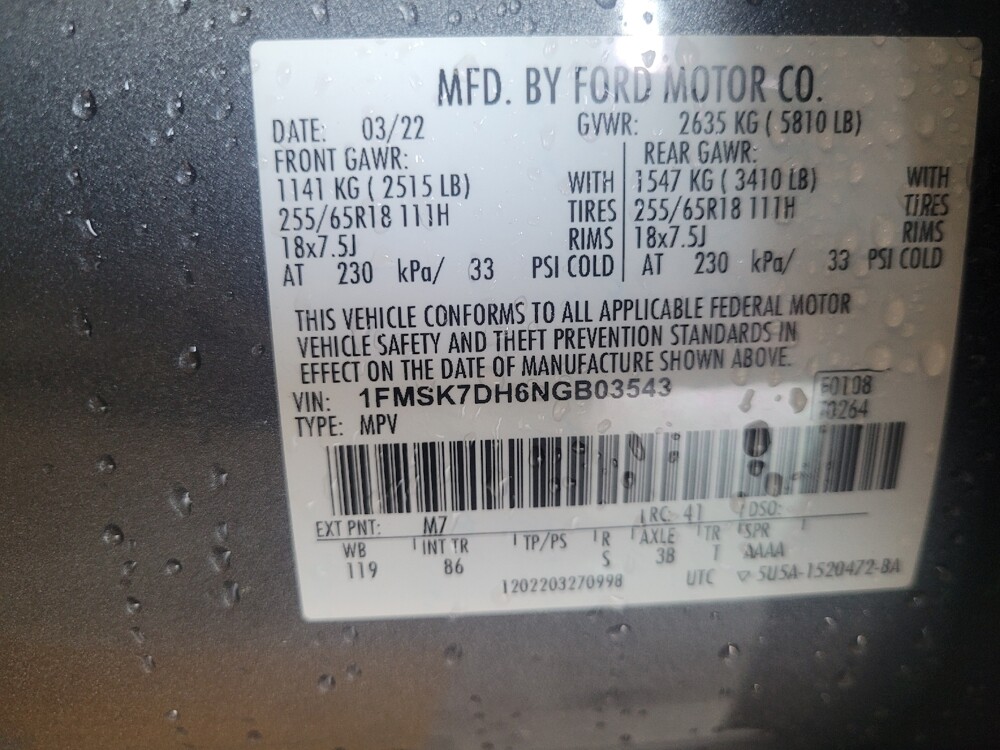 MFD. BY FORD MOTOR CO.
DATE: 03/22 GVWR: 2635 KG ( 5810 LB)
FRONT GAWR: REAR GAWR:
1141 KG ( 2515 LB) WITH 1547 KG ( 3410 LB) WITH
255/65R18 111H TIRES 255/65R18 111H TIRES
18x7.5J RIMS 18x7.5J RIMS
AT 230 kPa/ 33 PSI COLD AT 230 kPa/ 33 PSI COLD
THIS VEHICLE CONFORMS TO ALL APPLICABLE FEDERAL MOTOR
VEHICLE SAFETY AND THEFT PREVENTION STANDARDS IN
EFFECT ON THE DATE OF MANUFACTURE SHOWN ABOVE.
VIN: 1FMSK7DH6NGB03543
TYPE: MPV
EXT PNT: M7 RC: 41 DSO:
WB INT TR TP/PS R AXLE TR SPR
119 86 S 3B T AAAA
1202203270998 UTC ▽ 5U5A-1520472-BA